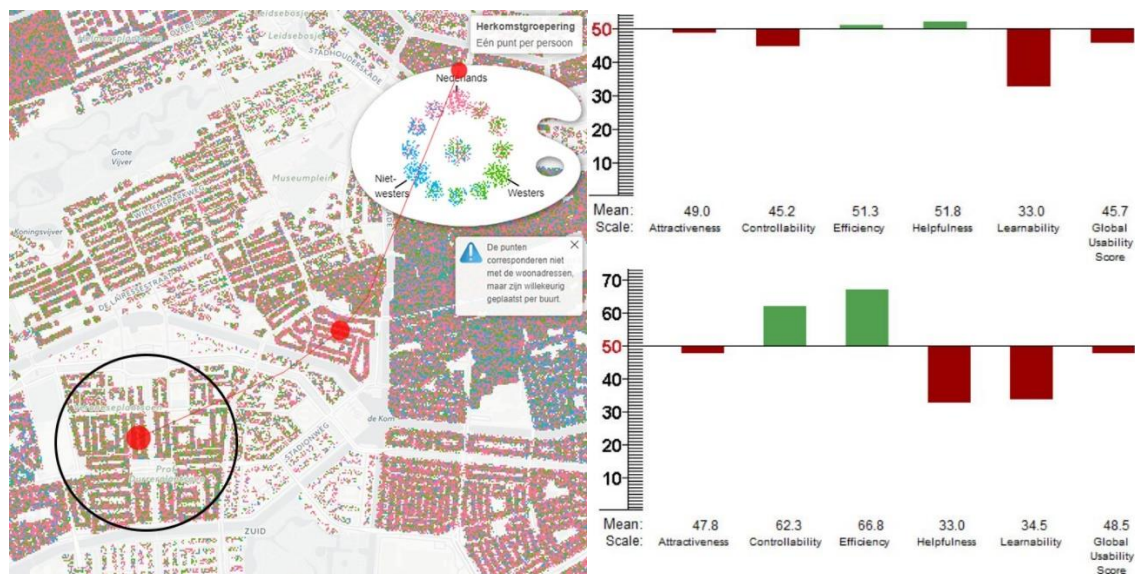 Leidsebosje
Leidsebosje
STADHOUDERSKADE
Herkomstgroepering
Eén punt per persoon
Nederlands
Niet-
westers
Westers
Grote
Vijver
Museumplein
WILLEMSPARKWEG
Koningsvijver
DE LAIRESSESTRAAT
De punten
corresponderen niet
met de woonadressen,
maar zijn willekeurig
geplaatst per buurt.
de Kom
STADIONWEG
ZUID
50
40
30
20
10
Mean: 49.0 45.2 51.3 51.8 33.0 45.7
Scale: Attractiveness Controllability Efficiency Helpfulness Learnability Global
Usability
Score
70
60
50
40
30
20
10
Mean: 47.8 62.3 66.8 33.0 34.5 48.5
Scale: Attractiveness Controllability Efficiency Helpfulness Learnability Global
Usability
Score